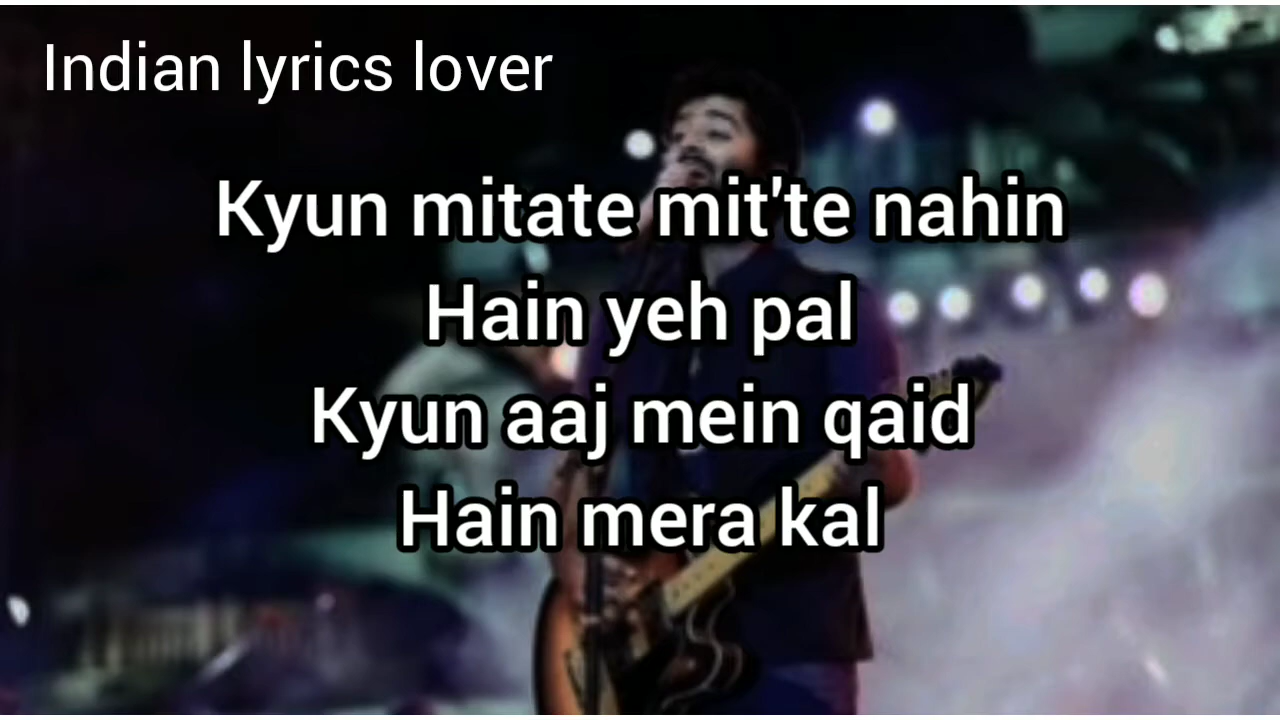 Indian lyrics lover
Kyun mitate mit'te nahin
Hain yeh pal
Kyun aaj mein qaid
Hain mera kal